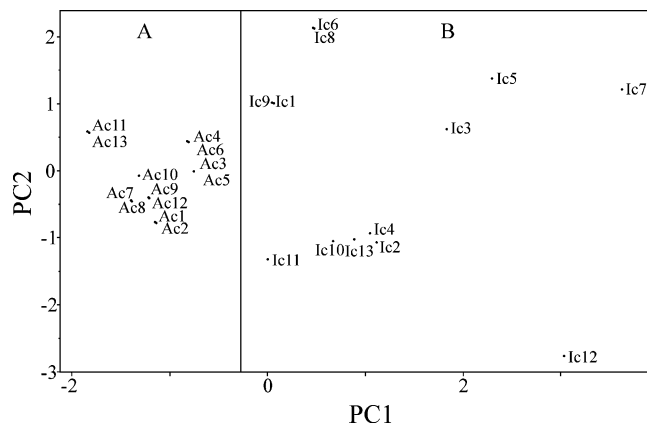 A
B
Ic6
Ic8
Ic5
Ic7
Ic9
Ic1
Ic3
Ac11
Ac13
Ac4
Ac6
Ac3
Ac5
Ac10
Ac9
Ac7
Ac8
Ac12
Ac1
Ac2
Ic4
Ic10
Ic13
Ic2
Ic11
Ic12
2
1
0
-1
-2
-3
PC2
-2
0
2
PC1